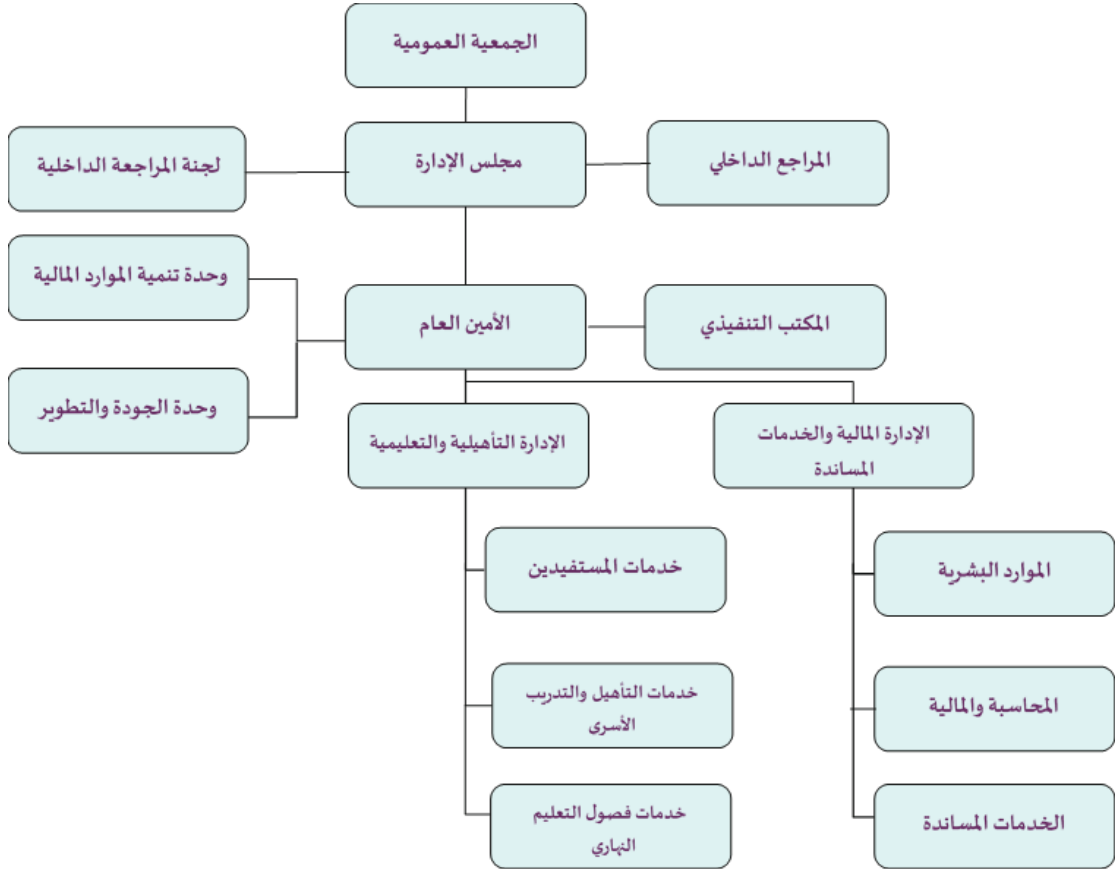 الجمعية العمومية
المراجع الداخلي
مجلس الإدارة
لجنة المراجعة الداخلية
وحدة تنمية الموارد المالية
المكتب التنفيذي
الأمين العام
وحدة الجودة والتطوير
الإدارة المالية والخدمات
المساندة
الإدارة التأهيلية والتعليمية
الموارد البشرية
خدمات المستفيدين
المحاسبة والمالية
خدمات التأهيل والتدريب
الأسرى
الخدمات المساندة
خدمات فصول التعليم
النهاري